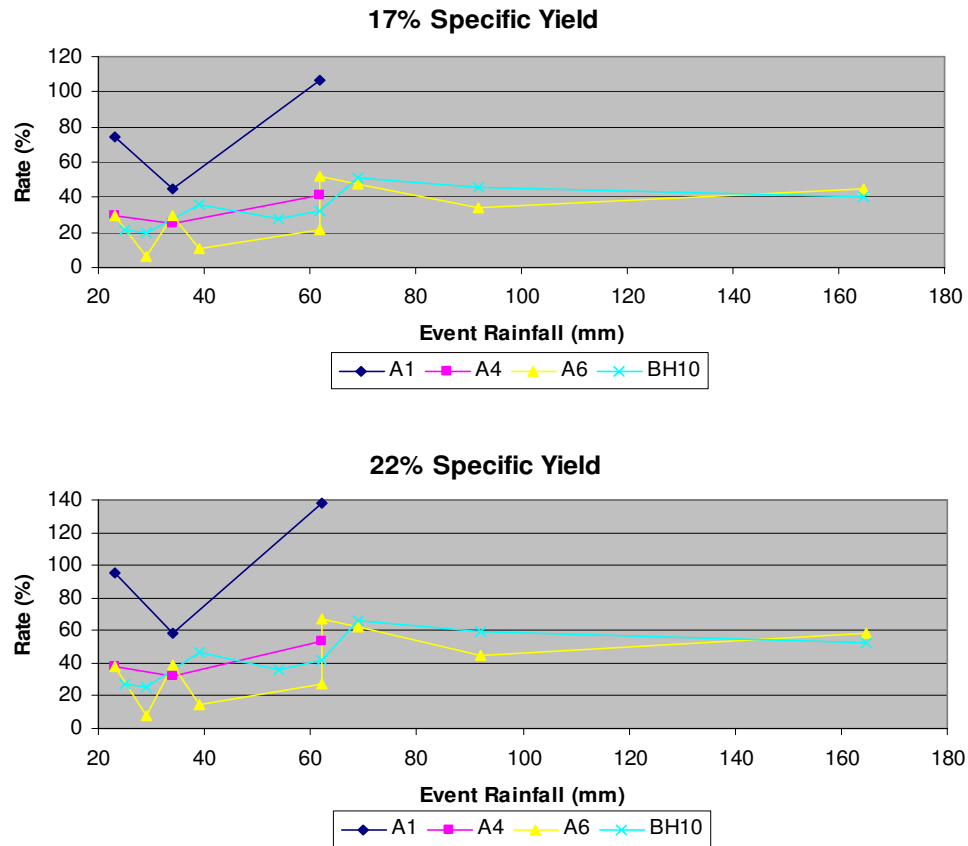 17% Specific Yield
120
100
80
60
40
20
0
Rate (%)
20 40 60 80 100 120 140 160 180
Event Rainfall (mm)
A1 A4 A6 BH10
22% Specific Yield
140
120
100
80
60
40
20
0
Rate (%)
20 40 60 80 100 120 140 160 180
Event Rainfall (mm)
A1 A4 A6 BH10